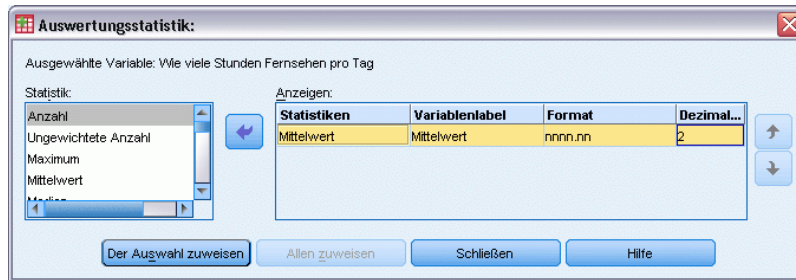 Auswertungsstatistik:
Ausgewählte Variable: Wie viele Stunden Fernsehen pro Tag
Statistik:
Anzahl
Ungewichtete Anzahl
Maximum
Mittelwert
Median
Anzeigen:
Statistiken Variablenlabel Format Dezimal...
Mittelwert Mittelwert nnnn.nn 2
Der Auswahl zuweisen Allen zuweisen Schließen Hilfe